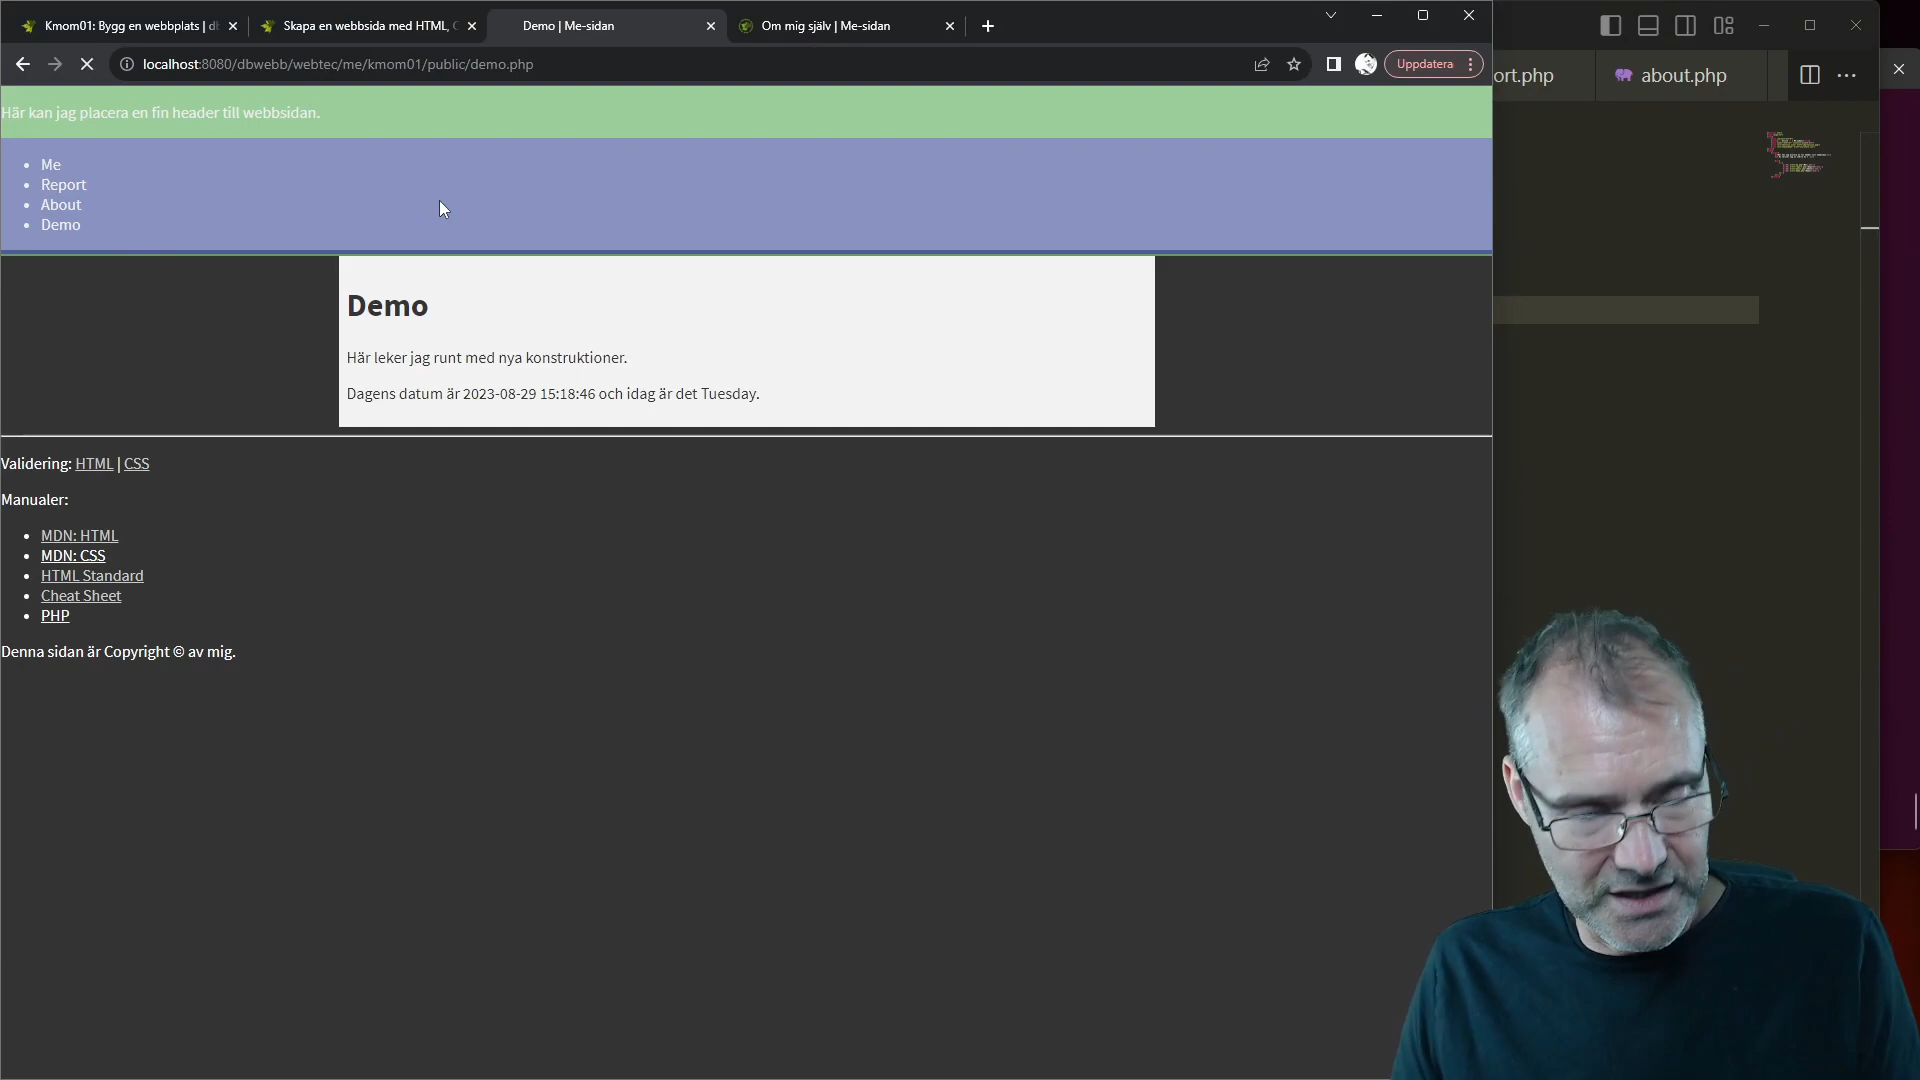 Kmom01: Bygg en webbplats | d
Skapa en webbsida med HTML,
Demo | Me-sidan
Om mig själv | Me-sidan
localhost:8080/dbwebb/webtec/me/kmom01/public/demo.php
Uppdatera
ort.php
about.php
Här kan jag placera en fin header till webbsidan.
Me
Report
About
Demo
Demo
Här leker jag runt med nya konstruktioner.
Dagens datum är 2023-08-29 15:18:46 och idag är det Tuesday.
Validering: HTML | CSS
Manualer:
MDN: HTML
MDN: CSS
HTML Standard
Cheat Sheet
PHP
Denna sidan är Copyright © av mig.